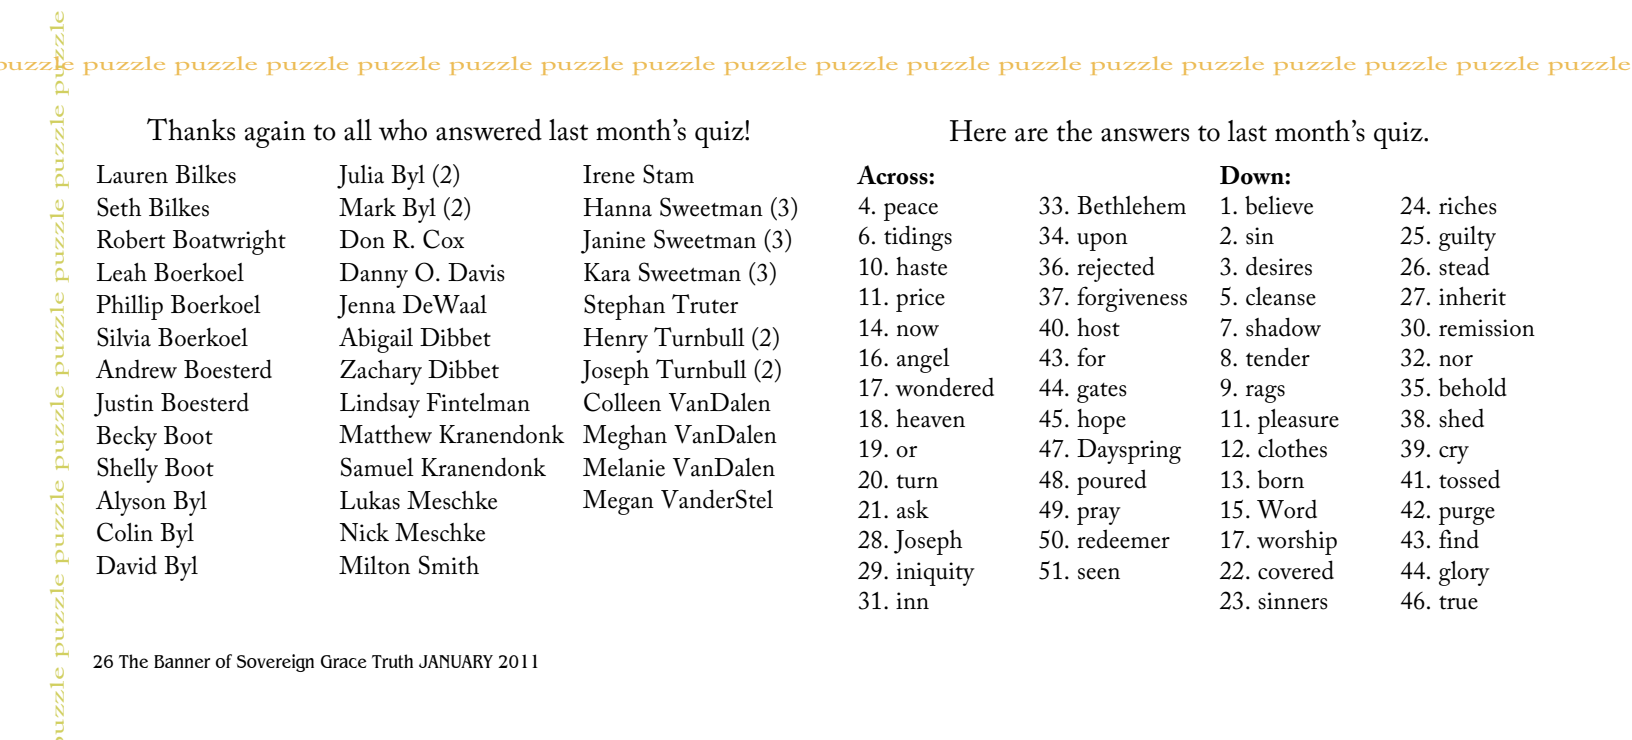 puzzle puzzle puzzle puzzle puzzle puzzle puzzle puzzle puzzle puzzle puzzle puzzle puzzle puzzle puzzle puzzle puzzle puzzle
puzzle puzzle puzzle puzzle puzzle puzzle puzzle puzzle
Thanks again to all who answered last month's quiz!
Lauren Bilkes
Seth Bilkes
Robert Boatwright
Leah Boerkoel
Phillip Boerkoel
Silvia Boerkoel
Andrew Boesterd
Justin Boesterd
Becky Boot
Shelly Boot
Alyson Byl
Colin Byl
David Byl
Julia Byl (2)
Mark Byl (2)
Don R. Cox
Danny O. Davis
Jenna DeWaal
Abigail Dibbet
Zachary Dibbet
Lindsay Fintelman
Matthew Kranendonk
Samuel Kranendonk
Lukas Meschke
Nick Meschke
Milton Smith
Irene Stam
Hanna Sweetman (3)
Janine Sweetman (3)
Kara Sweetman (3)
Stephan Truter
Henry Turnbull (2)
Joseph Turnbull (2)
Colleen VanDalen
Meghan VanDalen
Melanie VanDalen
Megan VanderStel
Here are the answers to last month's quiz.
Across:
4. peace
6. tidings
10. haste
11. price
14. now
16. angel
17. wondered
18. heaven
19. or
20. turn
21. ask
28. Joseph
29. iniquity
31. inn
33. Bethlehem
34. upon
36. rejected
37. forgiveness
40. host
43. for
44. gates
45. hope
47. Dayspring
48. poured
49. pray
50. redeemer
51. seen
Down:
1. believe
2. sin
3. desires
5. cleanse
7. shadow
8. tender
9. rags
11. pleasure
12. clothes
13. born
15. Word
17. worship
22. covered
23. sinners
24. riches
25. guilty
26. stead
27. inherit
30. remission
32. nor
35. behold
38. shed
39. cry
41. tossed
42. purge
43. find
44. glory
46. true
26 The Banner of Sovereign Grace Truth JANUARY 2011